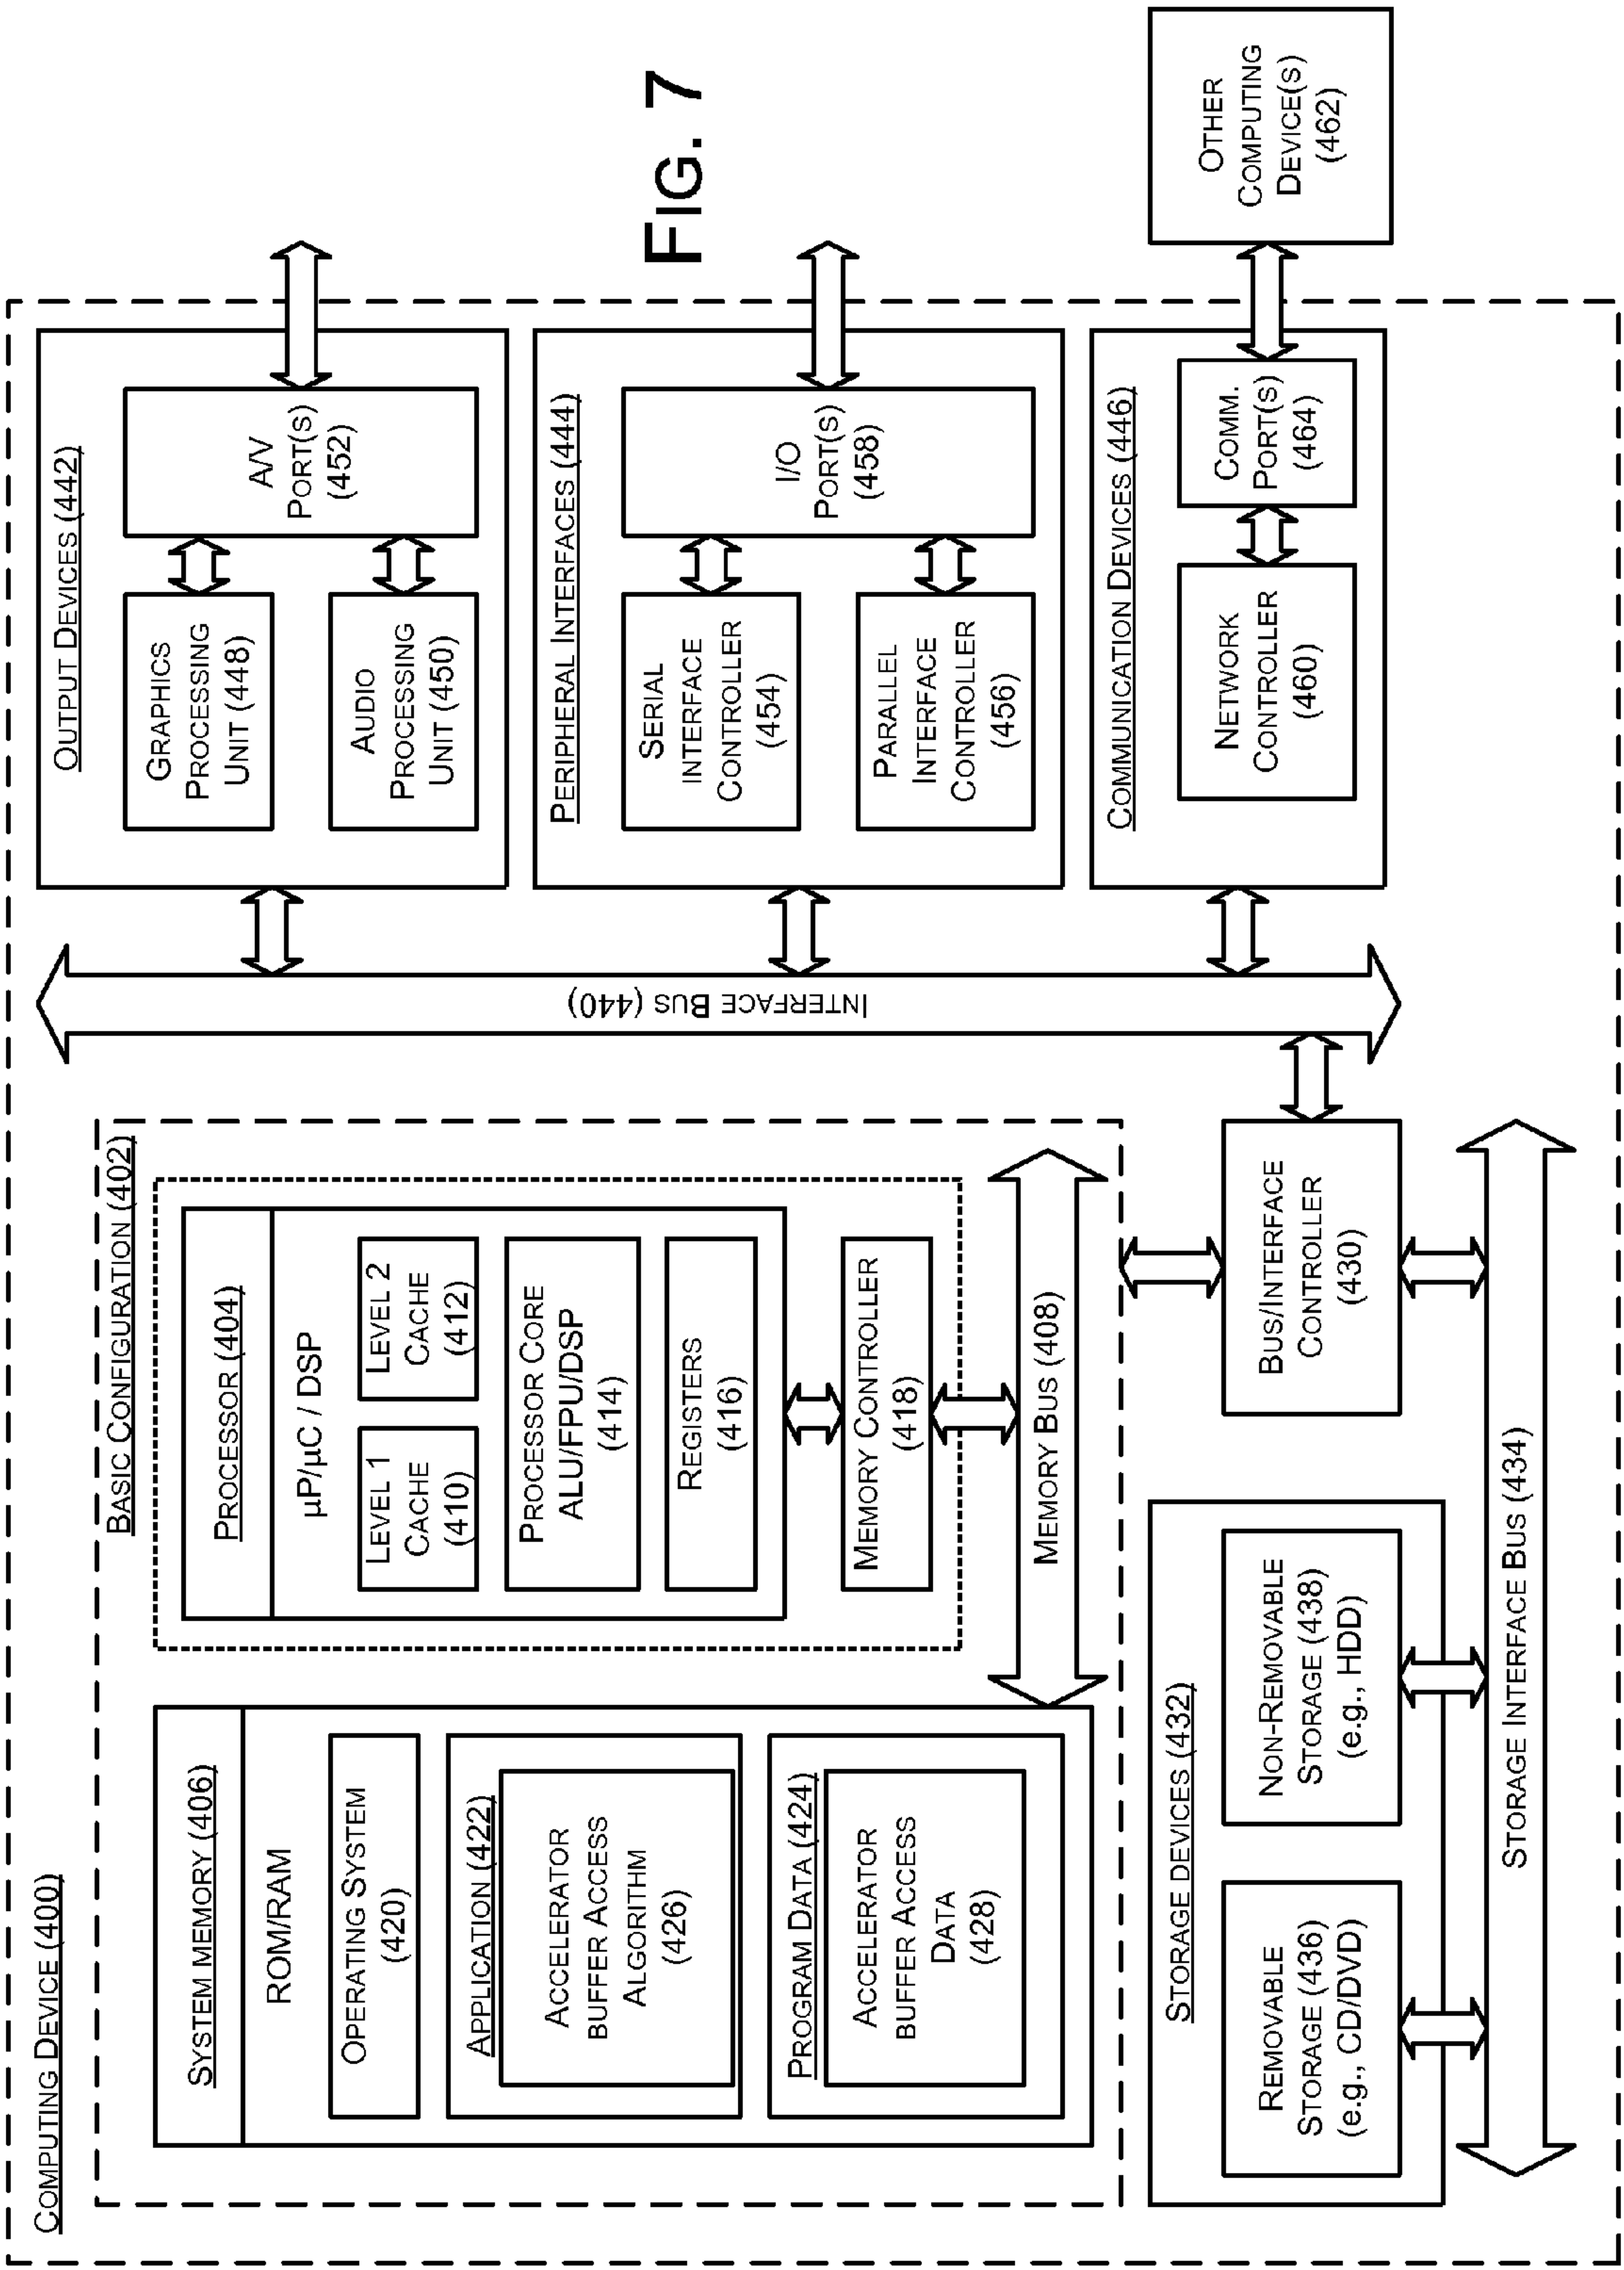 COMPUTING DEVICE (400)
BASIC CONFIGURATION (402)
SYSTEM MEMORY (406)
ROM/RAM
OPERATING SYSTEM
(420)
APPLICATION (422)
ACCELERATOR
BUFFER ACCESS
ALGORITHM
(426)
PROGRAM DATA (424)
ACCELERATOR
BUFFER ACCESS
DATA
(428)
PROCESSOR (404)
µP/µC / DSP
LEVEL 1
CACHE
(410)
LEVEL 2
CACHE
(412)
PROCESSOR CORE
ALU/FPU/DSP
(414)
REGISTERS
(416)
MEMORY CONTROLLER
(418)
MEMORY BUS (408)
BUS/INTERFACE
CONTROLLER
(430)
STORAGE DEVICES (432)
REMOVABLE
STORAGE (436)
(e.g., CD/DVD)
NON-REMOVABLE
STORAGE (438)
(e.g., HDD)
STORAGE INTERFACE BUS (434)
INTERFACE BUS (440)
OUTPUT DEVICES (442)
GRAPHICS
PROCESSING
UNIT (448)
AUDIO
PROCESSING
UNIT (450)
A/V
PORT(S)
(452)
PERIPHERAL INTERFACES (444)
SERIAL
INTERFACE
CONTROLLER
(454)
PARALLEL
INTERFACE
CONTROLLER
(456)
I/O
PORT(S)
(458)
COMMUNICATION DEVICES (446)
NETWORK
CONTROLLER
(460)
COMM.
PORT(S)
(464)
OTHER
COMPUTING
DEVICE(S)
(462)
FIG. 7